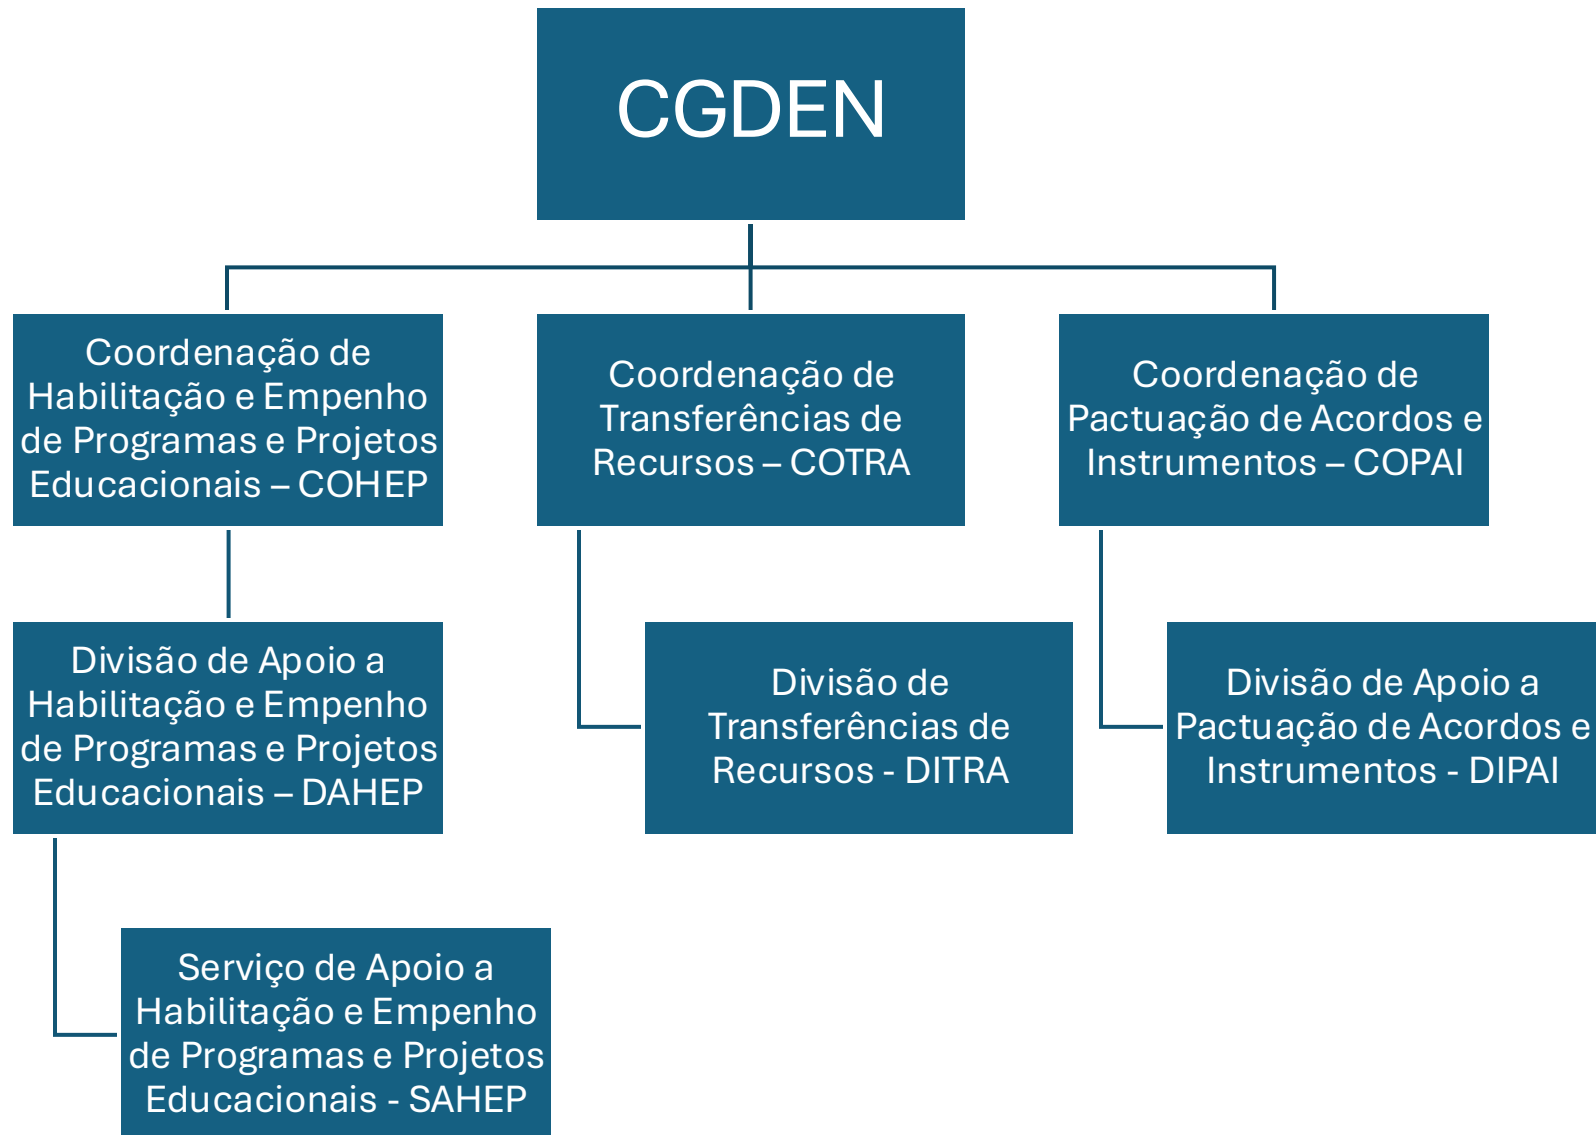 CGDEN
Coordenação de
Habilitação e Empenho
de Programas e Projetos
Educacionais – COHEP
Coordenação de
Transferências de
Recursos – COTRA
Coordenação de
Pactuação de Acordos e
Instrumentos – COPAI
Divisão de Apoio a
Habilitação e Empenho
de Programas e Projetos
Educacionais – DAHEP
Divisão de
Transferências de
Recursos - DITRA
Divisão de Apoio a
Pactuação de Acordos e
Instrumentos - DIPAI
Serviço de Apoio a
Habilitação e Empenho
de Programas e Projetos
Educacionais - SAHEP